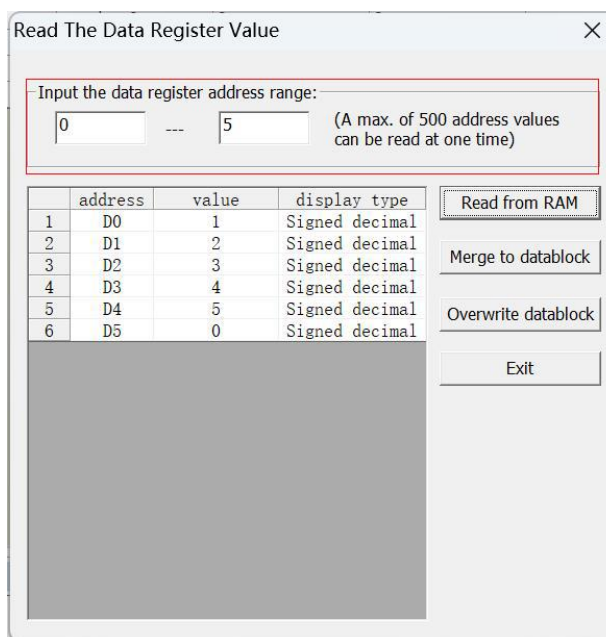 Read The Data Register Value
Input the data register address range:
0 --- 5 (A max. of 500 address values
can be read at one time)
address value display type
1 D0 1 Signed decimal
2 D1 2 Signed decimal
3 D2 3 Signed decimal
4 D3 4 Signed decimal
5 D4 5 Signed decimal
6 D5 0 Signed decimal
Read from RAM
Merge to datablock
Overwrite datablock
Exit